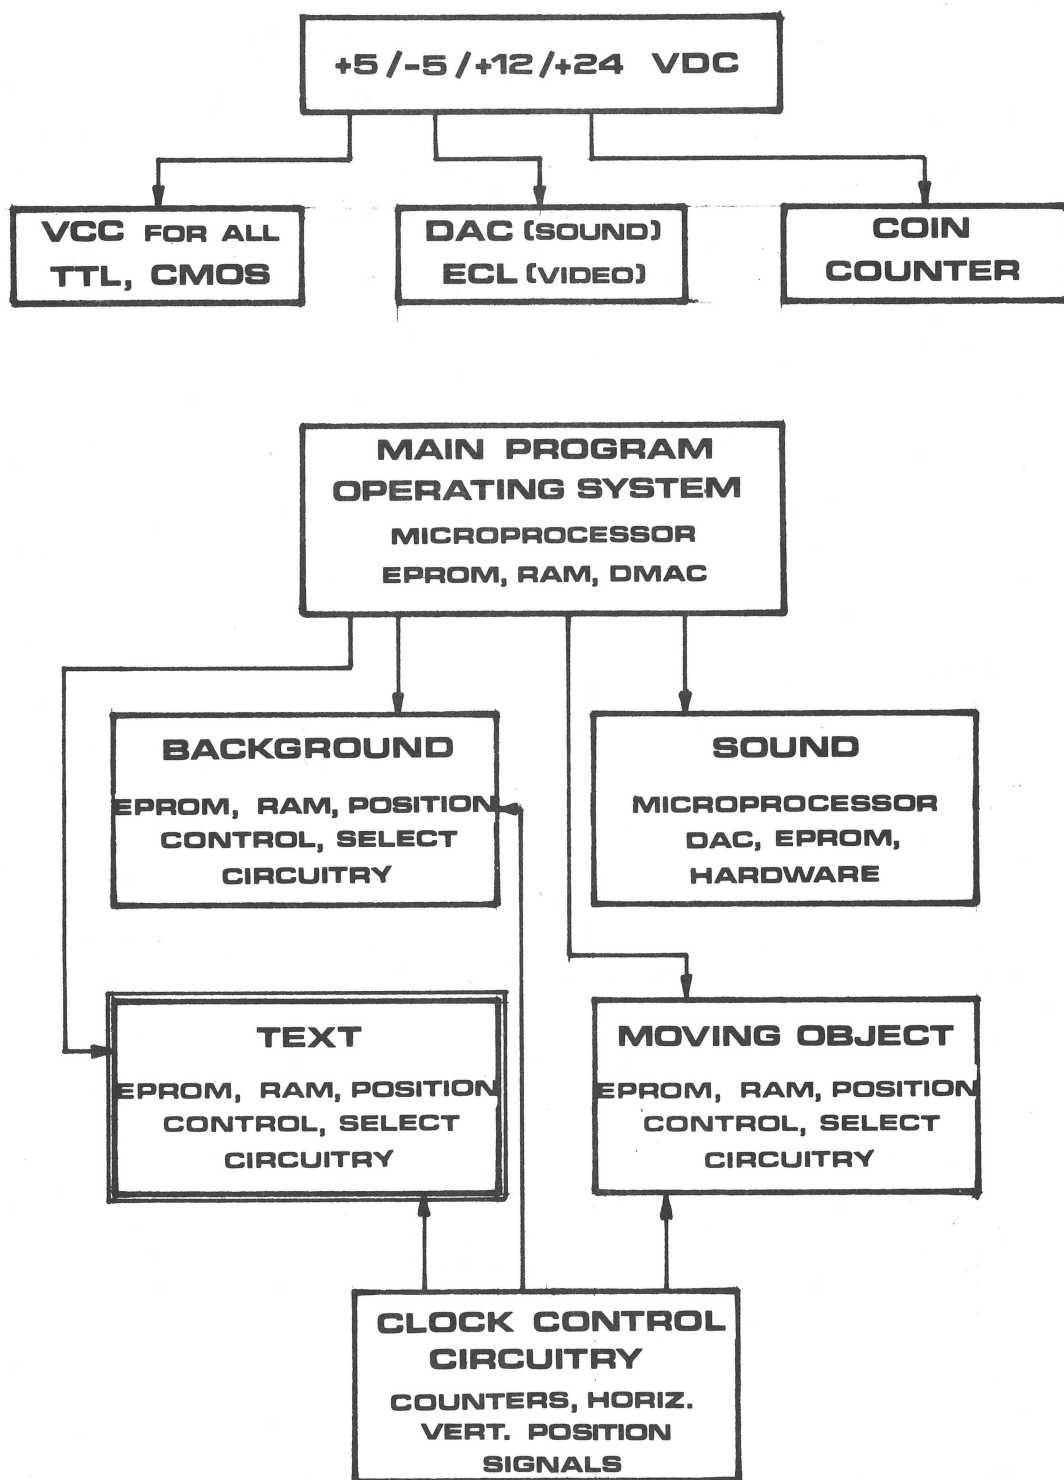 +5/-5/+12/+24 VDC
VCC FOR ALL
TTL, CMOS
DAC (SOUND)
ECL (VIDEO)
COIN
COUNTER
MAIN PROGRAM
OPERATING SYSTEM
MICROPROCESSOR
EPROM, RAM, DMAC
BACKGROUND
EPROM, RAM, POSITION
CONTROL, SELECT
CIRCUITRY
SOUND
MICROPROCESSOR
DAC, EPROM,
HARDWARE
TEXT
EPROM, RAM, POSITION
CONTROL, SELECT
CIRCUITRY
MOVING OBJECT
EPROM, RAM, POSITION
CONTROL, SELECT
CIRCUITRY
CLOCK CONTROL
CIRCUITRY
COUNTERS, HORIZ.
VERT. POSITION
SIGNALS